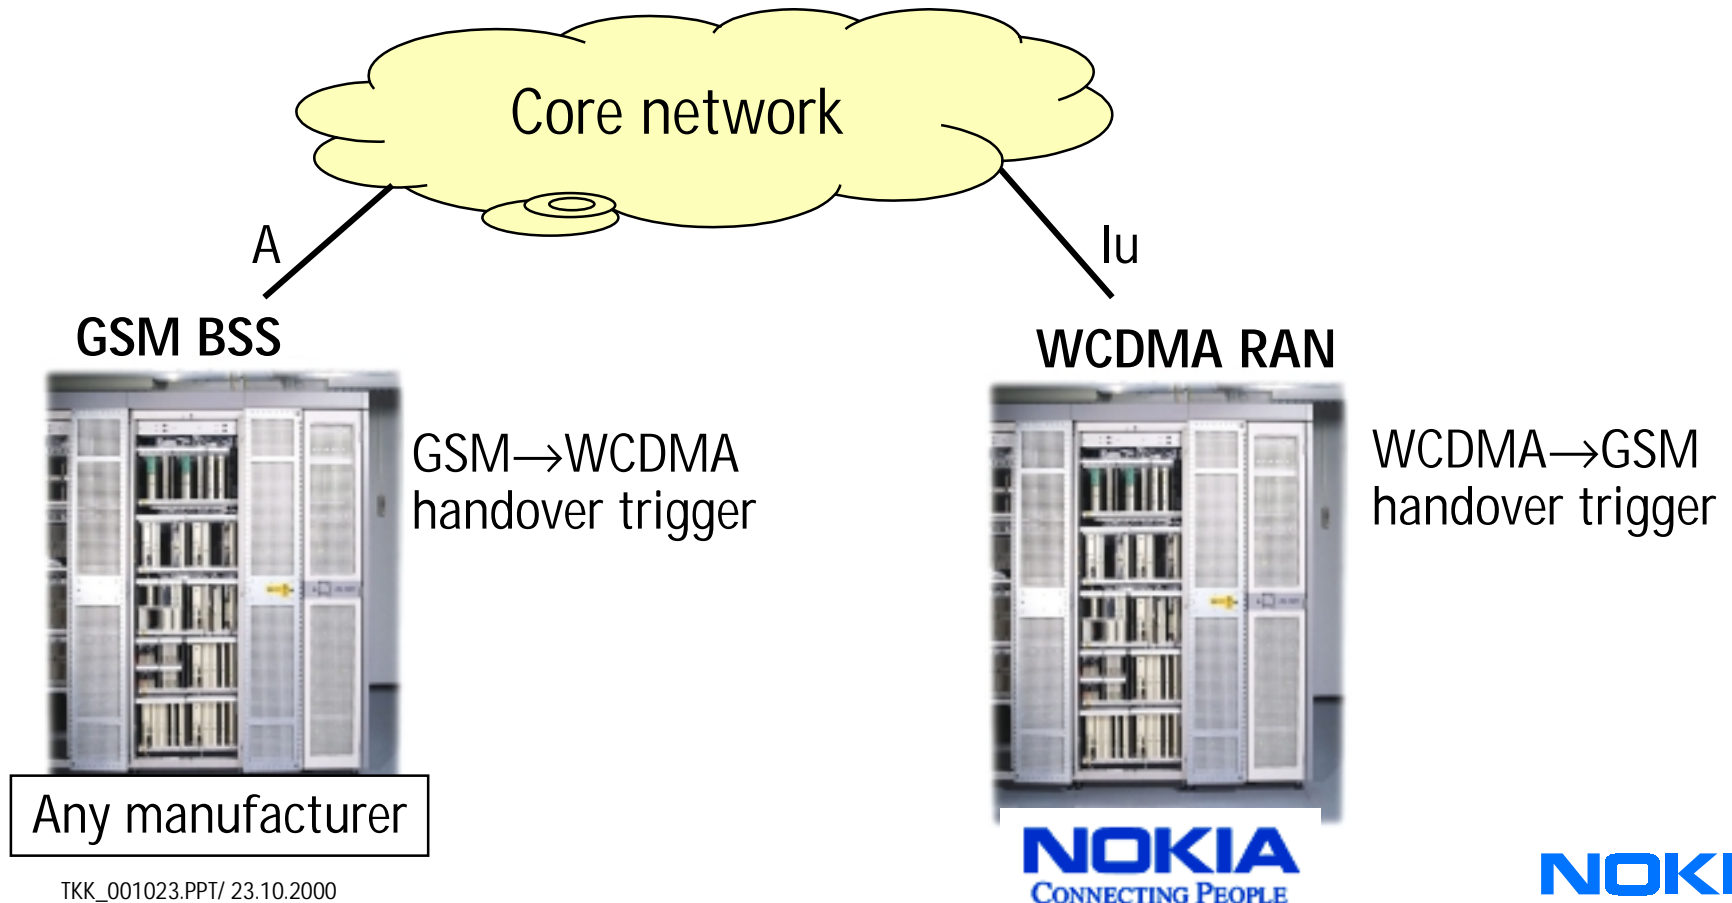 Core network
A
Iu
GSM BSS
WCDMA RAN
GSM→WCDMA
handover trigger
WCDMA→GSM
handover trigger
Any manufacturer
NOKIA
CONNECTING PEOPLE
TKK_001023.PPT/ 23.10.2000
NOKI